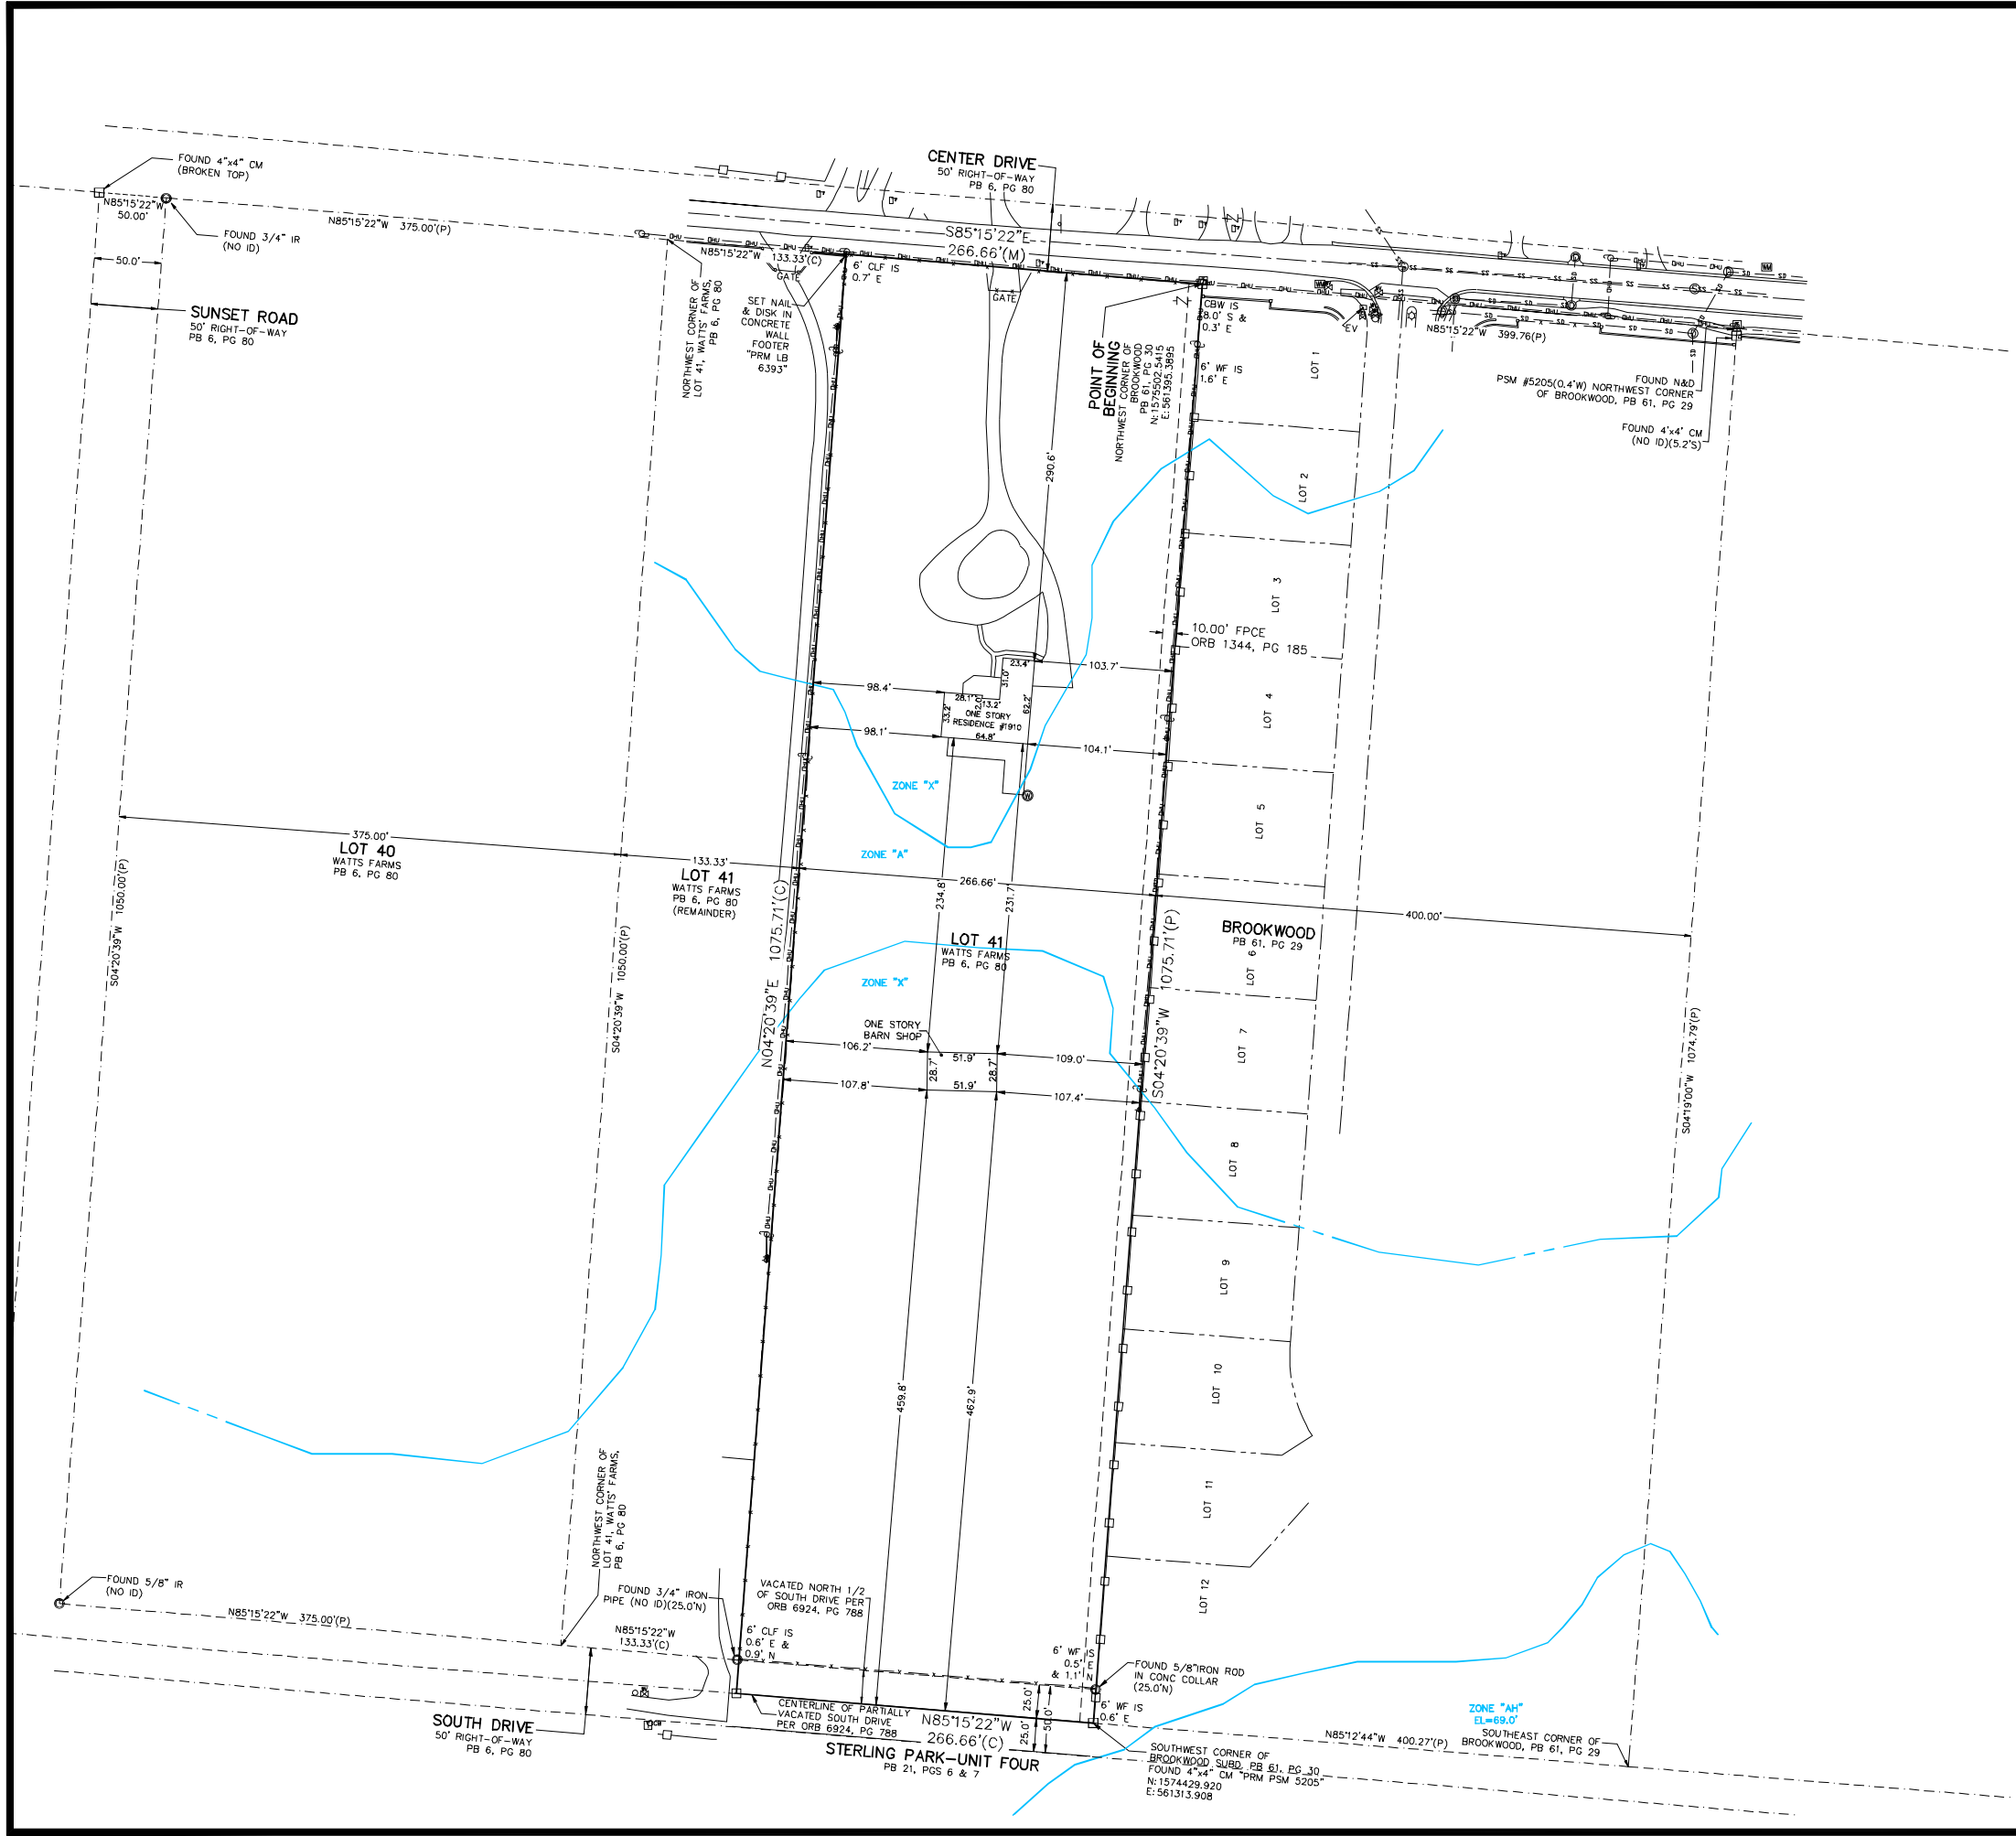 FOUND 4"x4" CM
(BROKEN TOP)
N85°15'22"W
50.00'
FOUND 3/4" IR
(NO ID)
50.0'
SUNSET ROAD
50' RIGHT-OF-WAY
PB 6, PG 80
N85°15'22"W 375.00'(P)
CENTER DRIVE
50' RIGHT-OF-WAY
PB 6, PG 80
S85°15'22"E
266.66'(M)
N85°15'22"W 133.33'(C)
GATE
6' CLF IS
0.7' E
GATE
NORTHWEST CORNER OF
LOT 41, WATTS' FARMS,
PB 6, PG 80
SET NAIL
& DISK IN
CONCRETE
WALL
FOOTER
"PRM LB
6393"
POINT OF
BEGINNING
NORTHWEST CORNER OF
BROOKWOOD
PB 61, PG 30
N:1575502.5415
E:561395.3895
CBW IS
8.0' S &
0.3' E
6' WF IS
1.6' E
EV
N85°15'22"W 399.76(P)
FOUND N&D
PSM #5205(0.4'W) NORTHWEST CORNER
OF BROOKWOOD, PB 61, PG 29
FOUND 4'x4' CM
(NO ID)(5.2'S)
LOT 1
LOT 2
LOT 3
LOT 4
LOT 5
LOT 6
LOT 7
LOT 8
LOT 9
LOT 10
LOT 11
LOT 12
290.6'
10.00' FPCE
ORB 1344, PG 185
98.4'
23.4'
103.7'
31.0'
28.1'
13.2'
33.2'
62.2'
ONE STORY
RESIDENCE #1910
64.8'
98.1'
104.1'
ZONE "X"
W
ZONE "A"
375.00'
LOT 40
WATTS FARMS
PB 6, PG 80
133.33'
LOT 41
WATTS FARMS
PB 6, PG 80
(REMAINDER)
266.66'
400.00'
234.8'
231.7'
BROOKWOOD
PB 61, PG 29
LOT 41
WATTS FARMS
PB 6, PG 80
ZONE "X"
S04°20'39"W 1050.00'(P)
S04°20'39"W 1050.00'(P)
N04°20'39"E 1075.71'(C)
S04°20'39"W 1075.71'(P)
S04°19'00"W 1074.79'(P)
ONE STORY
BARN SHOP
106.2'
51.9'
109.0'
28.7'
28.7'
107.8'
51.9'
107.4'
459.8'
462.9'
NORTHWEST CORNER OF
LOT 41, WATTS' FARMS,
PB 6, PG 80
FOUND 5/8" IR
(NO ID)
N85°15'22"W 375.00'(P)
FOUND 3/4" IRON
PIPE (NO ID)(25.0'N)
N85°15'22"W
133.33'(C)
VACATED NORTH 1/2
OF SOUTH DRIVE PER
ORB 6924, PG 788
6' CLF IS
0.6' E &
0.9' N
6' WF IS
0.5' E
& 1.1' N
FOUND 5/8"IRON ROD
IN CONC COLLAR
(25.0'N)
6' WF IS
0.6' E
25.0'
25.0'
50.0'
CENTERLINE OF PARTIALLY
VACATED SOUTH DRIVE
PER ORB 6924, PG 788
N85°15'22"W
266.66'(C)
SOUTH DRIVE
50' RIGHT-OF-WAY
PB 6, PG 80
STERLING PARK-UNIT FOUR
PB 21, PGS 6 & 7
SOUTHWEST CORNER OF
BROOKWOOD SUBD, PB 61, PG 30
FOUND 4"x4" CM "PRM PSM 5205"
N:1574429.920
E:561313.908
ZONE "AH"
EL=69.0'
N85°12'44"W 400.27'(P)
SOUTHEAST CORNER OF
BROOKWOOD, PB 61, PG 29